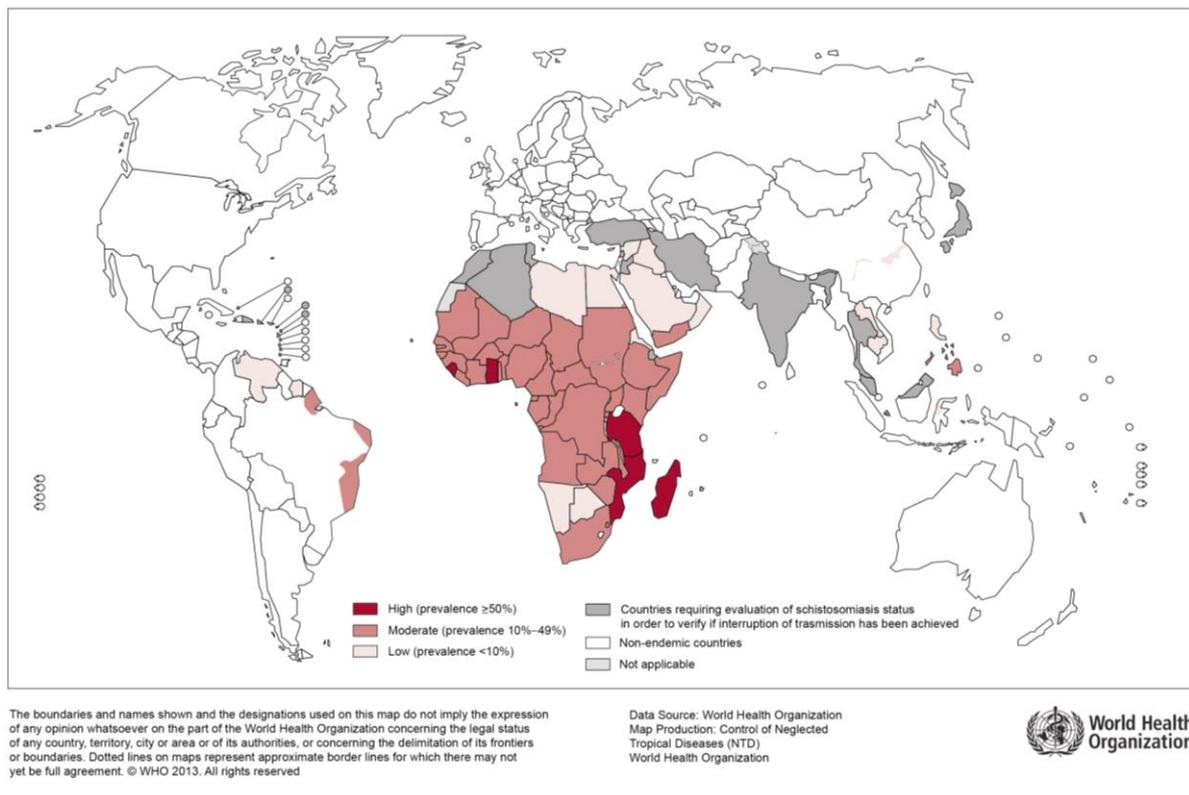 High (prevalence ≥50%)
Moderate (prevalence 10%–49%)
Low (prevalence <10%)
Countries requiring evaluation of schistosomiasis status
in order to verify if interruption of trasmission has been achieved
Non-endemic countries
Not applicable
The boundaries and names shown and the designations used on this map do not imply the expression
of any opinion whatsoever on the part of the World Health Organization concerning the legal status
of any country, territory, city or area or of its authorities, or concerning the delimitation of its frontiers
or boundaries. Dotted lines on maps represent approximate border lines for which there may not
yet be full agreement. © WHO 2013. All rights reserved
Data Source: World Health Organization
Map Production: Control of Neglected
Tropical Diseases (NTD)
World Health Organization
World Health
Organization